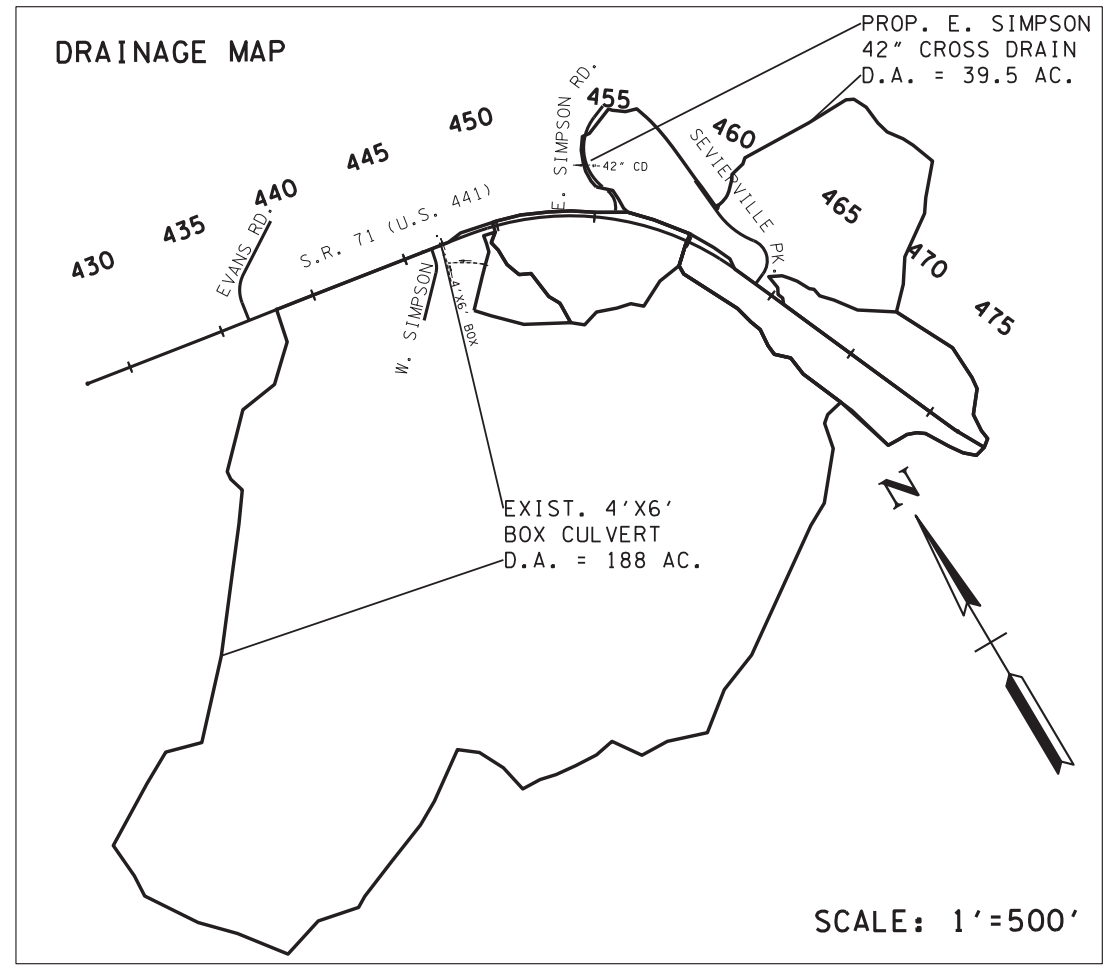 DRAINAGE MAP
PROP. E. SIMPSON
42" CROSS DRAIN
D.A. = 39.5 AC.
430
435
440
445
450
455
460
465
470
475
EVANS RD.
S.R. 71 (U.S. 441)
W. SIMPSON
4'X6' BOX
E. SIMPSON RD.
42" CD
SEVIERVILLE PK.
EXIST. 4'X6'
BOX CULVERT
D.A. = 188 AC.
N
SCALE: 1'=500'